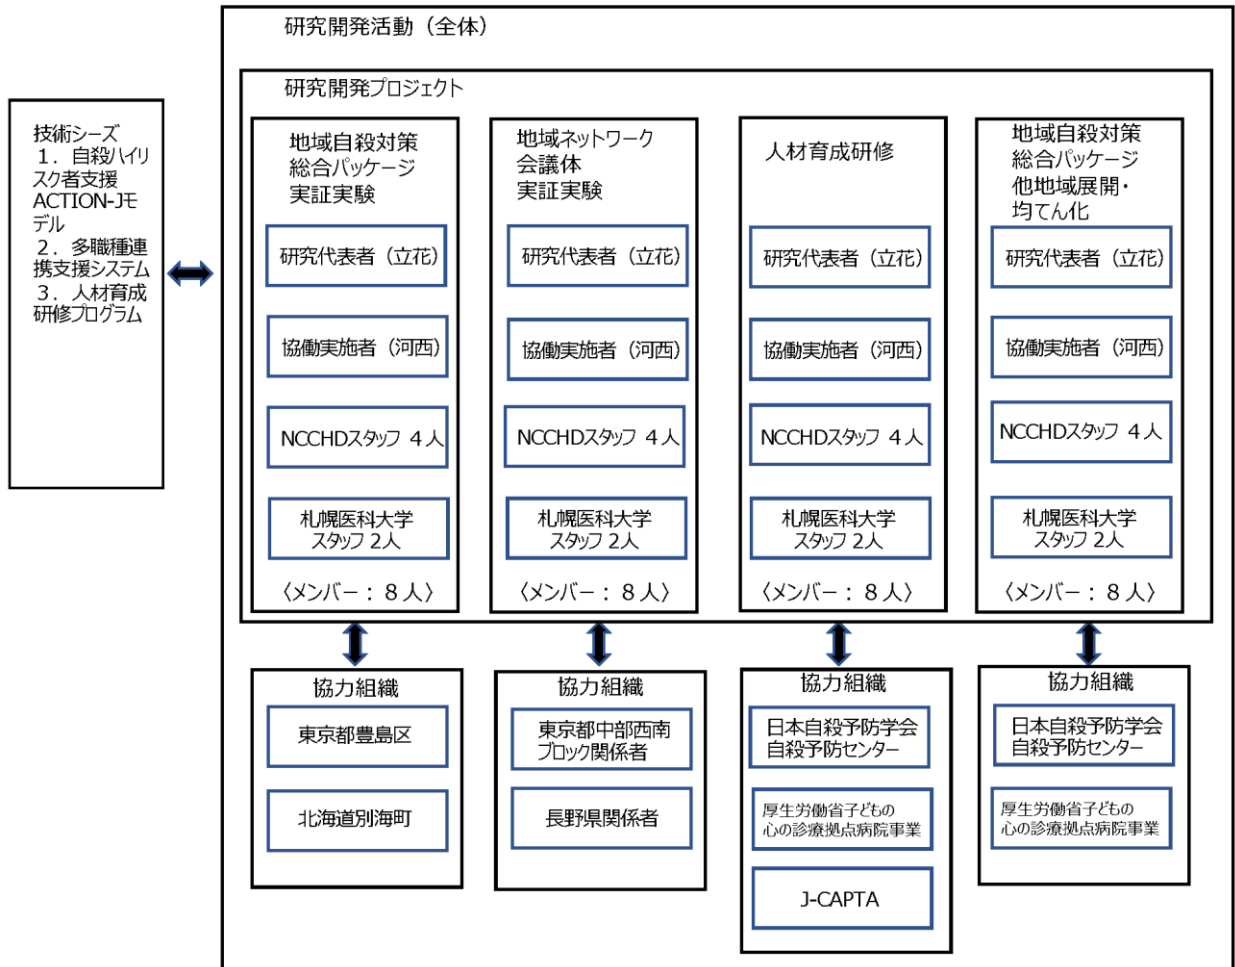 研究開発活動（全体）
研究開発プロジェクト
技術シーズ
１．自殺ハイリ
スク者支援
ACTION-Jモ
デル
２．多職種連
携支援システム
３．人材育成
研修プログラム
地域自殺対策
総合パッケージ
実証実験
研究代表者（立花）
協働実施者（河西）
NCCHDスタッフ ４人
札幌医科大学
スタッフ 2人
〈メンバー：８人〉
地域ネットワーク
会議体
実証実験
研究代表者（立花）
協働実施者（河西）
NCCHDスタッフ ４人
札幌医科大学
スタッフ 2人
〈メンバー：８人〉
人材育成研修
研究代表者（立花）
協働実施者（河西）
NCCHDスタッフ ４人
札幌医科大学
スタッフ 2人
〈メンバー：８人〉
地域自殺対策
総合パッケージ
他地域展開・
均てん化
研究代表者（立花）
協働実施者（河西）
NCCHDスタッフ ４人
札幌医科大学
スタッフ 2人
〈メンバー：８人〉
協力組織
東京都豊島区
北海道別海町
協力組織
東京都中部西南
ブロック関係者
長野県関係者
協力組織
日本自殺予防学会
自殺予防センター
厚生労働省子どもの
心の診療拠点病院事業
J-CAPTA
協力組織
日本自殺予防学会
自殺予防センター
厚生労働省子どもの
心の診療拠点病院事業